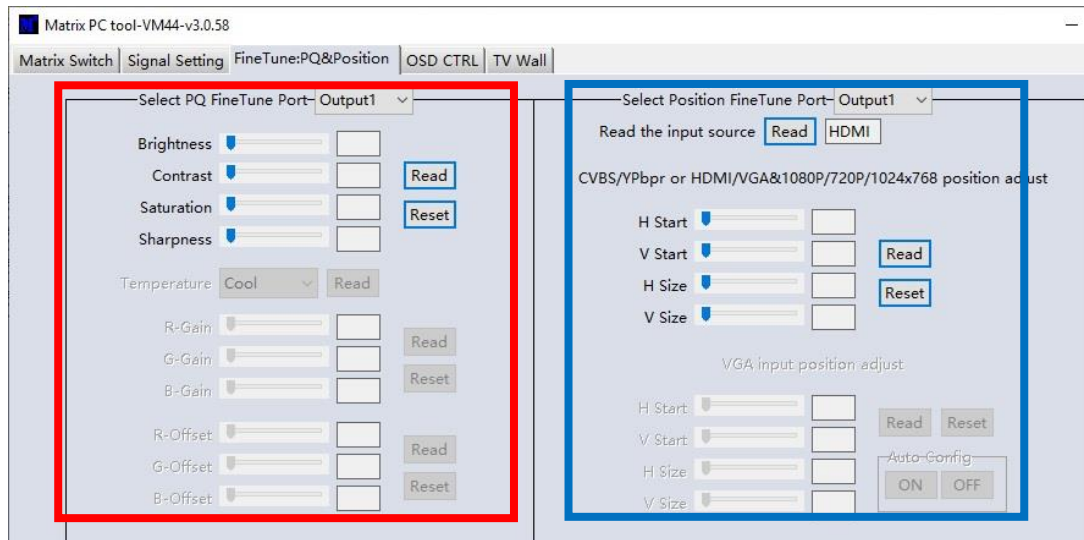 Matrix PC tool-VM44-v3.0.58
Matrix Switch Signal Setting FineTune:PQ&Position OSD CTRL TV Wall
Select PQ FineTune Port Output1
Brightness
Contrast
Read
Saturation
Reset
Sharpness
Temperature Cool Read
R-Gain
Read
G-Gain
Reset
B-Gain
R-Offset
Read
G-Offset
Reset
B-Offset
Select Position FineTune Port Output1
Read the input source Read HDMI
CVBS/YPbpr or HDMI/VGA&1080P/720P/1024x768 position adjust
H Start
V Start Read
H Size
Reset
V Size
VGA input position adjust
H Start
Read Reset
V Start
Auto-Config
H Size
ON OFF
V Size